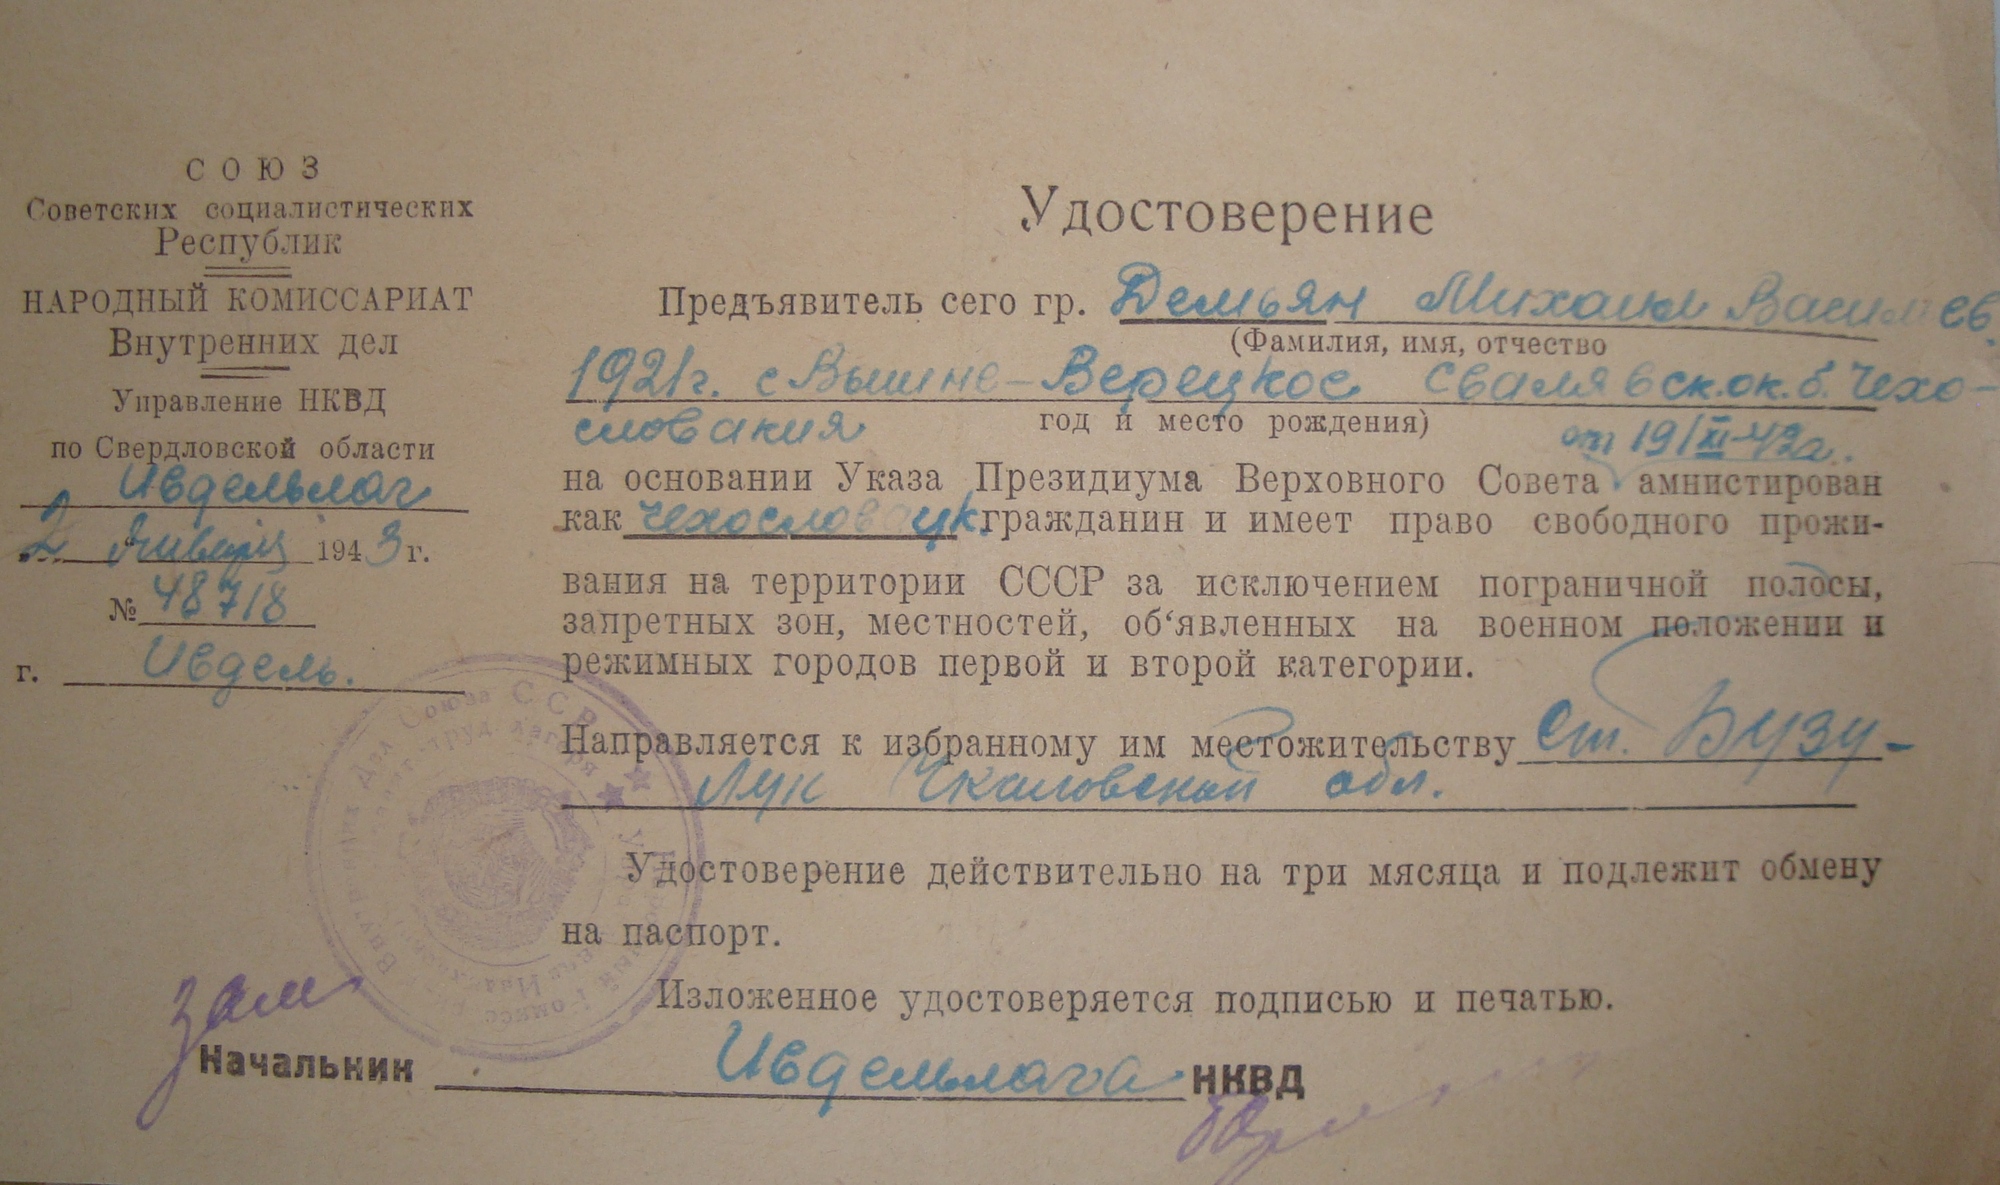 СОЮЗ
Советских социалистических
Республик
НАРОДНЫЙ КОМИССАРИАТ
Внутренних дел
Управление НКВД
по Свердловской области
Ивдельлаг
2 Января 1943 г.
№ 48718
г. Ивдель.
Удостоверение
Предъявитель сего гр. Демьян Михаил Васильев.
(Фамилия, имя, отчество
1921г. с Вышне-Верецкое Свалявск.ок. б. Чехо-
словакия год и место рождения)
от 19/XI-42г.
на основании Указа Президиума Верховного Совета амнистирован
как чехословацк. гражданин и имеет право свободного прожи-
вания на территории СССР за исключением пограничной полосы,
запретных зон, местностей, об‘явленных на военном положении и
режимных городов первой и второй категории.
Направляется к избранному им местожительству ст. Бузу-
лук Чкаловской обл.
Удостоверение действительно на три мясяца и подлежит обмену
на паспорт.
Изложенное удостоверяется подписью и печатью.
зам.
Начальник Ивдельлага НКВД